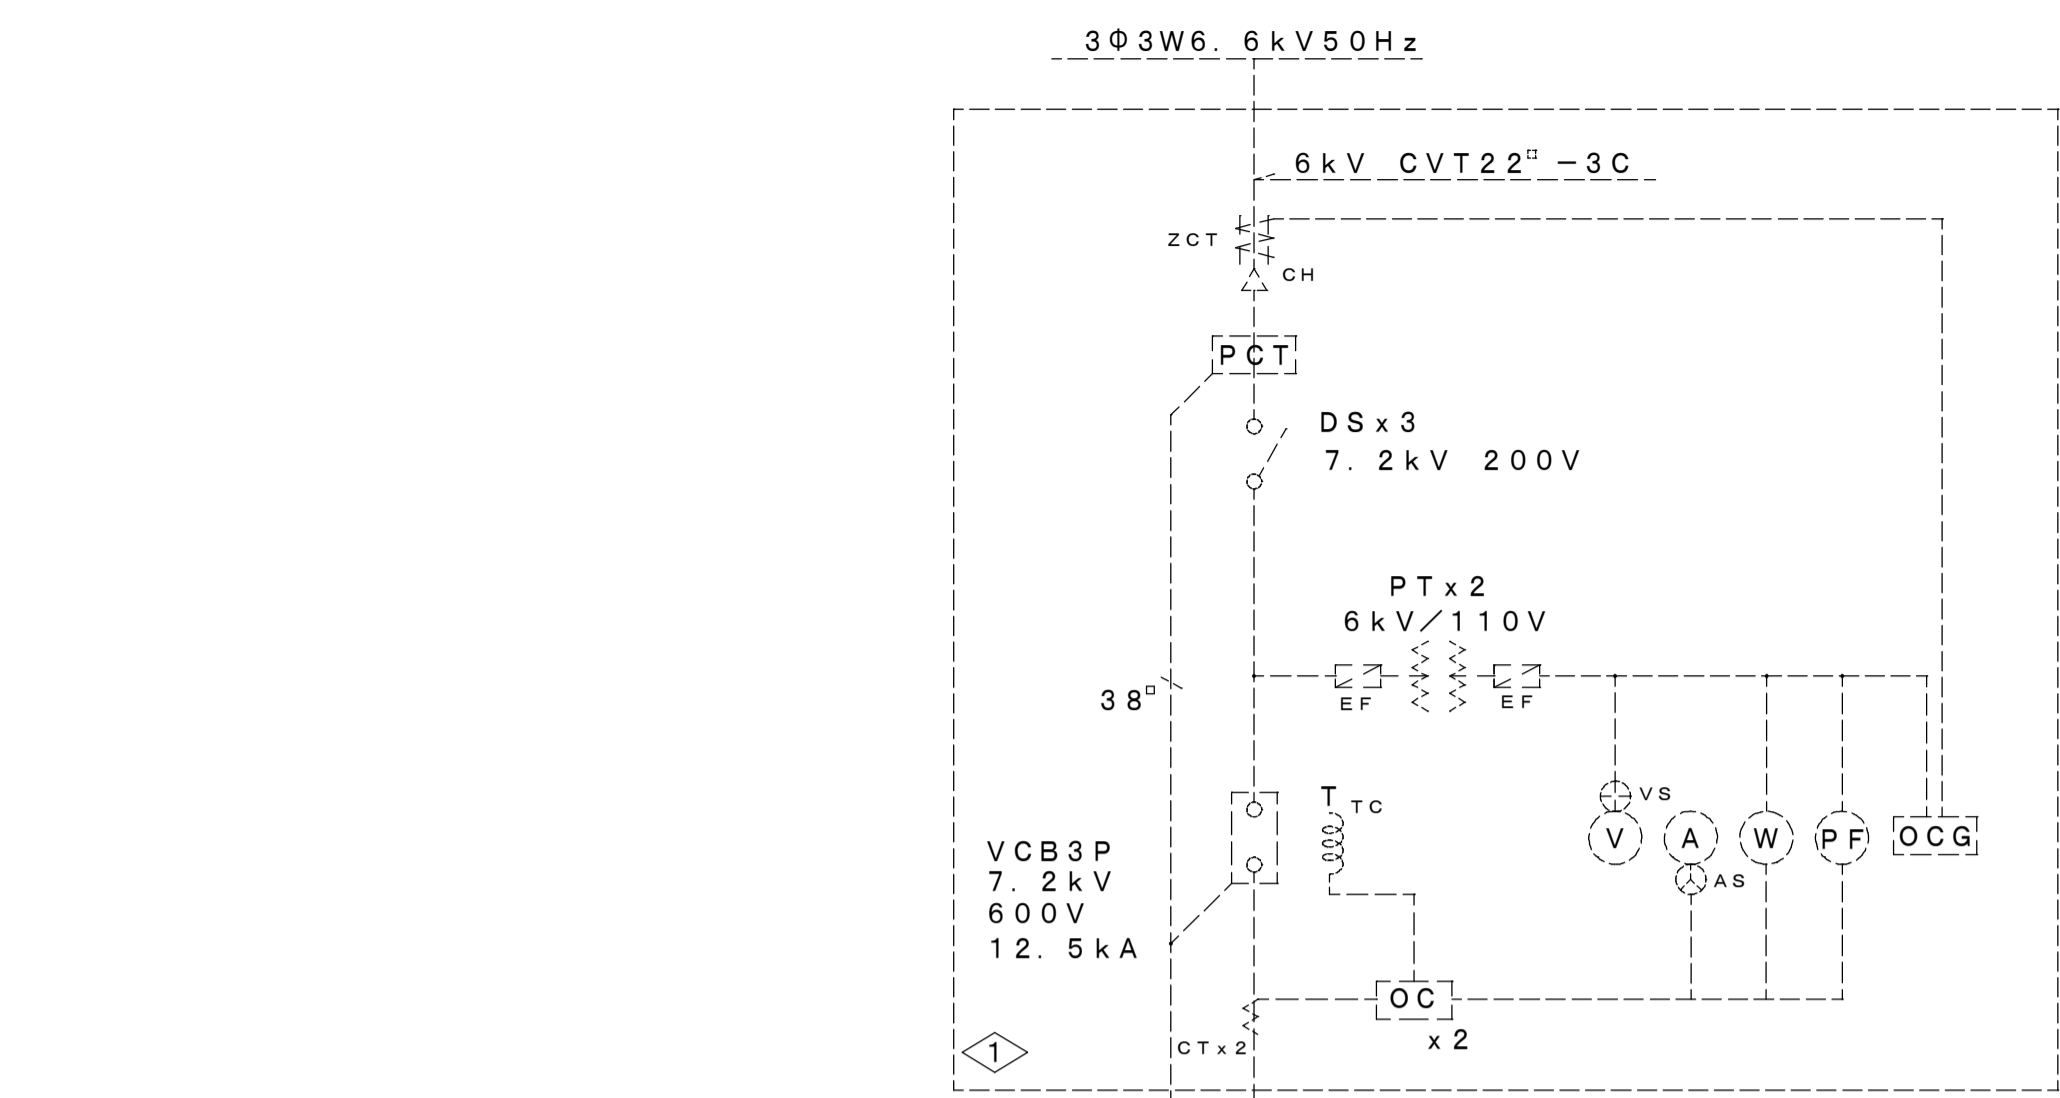 3Φ3W6.6kV50Hz
6kV CVT22□-3C
ZCT
CH
PCT
DSx3
7.2kV 200V
PTx2
6kV/110V
EF
EF
38□
T TC
VS
V
A
W
PF
OCG
AS
VCB3P
7.2kV
600V
12.5kA
OC
x2
CTx2
1